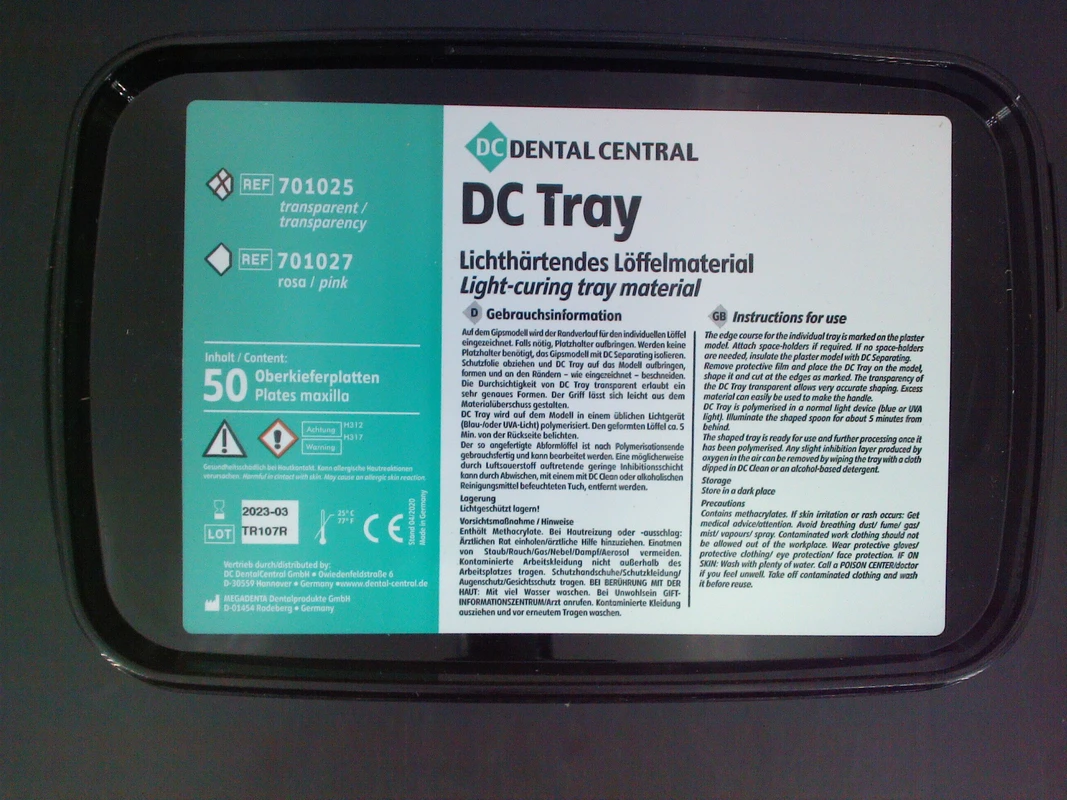 REF 701025
transparent /
transparency
REF 701027
rosa / pink
Inhalt / Content:
50 Oberkieferplatten
Plates maxilla
Achtung H312
H317
Warning
Gesundheitsschädlich bei Hautkontakt. Kann allergische Hautreaktionen
verursachen. Harmful in contact with skin. May cause an allergic skin reaction.
2023-03
LOT TR107R
25° C
77° F
CE
Stand 04/2020
Made in Germany
Vertrieb durch/distributed by:
DC DentalCentral GmbH • Owiedenfeldstraße 6
D-30559 Hannover • Germany •www.dental-central.de
MEGADENTA Dentalprodukte GmbH
D-01454 Radeberg • Germany
DC DENTAL CENTRAL
DC Tray
Lichthärtendes Löffelmaterial
Light-curing tray material
D Gebrauchsinformation
Auf dem Gipsmodell wird der Randverlauf für den individuellen Löffel
eingezeichnet. Falls nötig, Platzhalter aufbringen. Werden keine
Platzhalter benötigt, das Gipsmodell mit DC Separating isolieren.
Schutzfolie abziehen und DC Tray auf das Modell aufbringen,
formen und an den Rändern – wie eingezeichnet – beschneiden.
Die Durchsichtigkeit von DC Tray transparent erlaubt ein
sehr genaues Formen. Der Griff lässt sich leicht aus dem
Materialüberschuss gestalten.
DC Tray wird auf dem Modell in einem üblichen Lichtgerät
(Blau-/oder UVA-Licht) polymerisiert. Den geformten Löffel ca. 5
Min. von der Rückseite belichten.
Der so angefertigte Abformlöffel ist nach Polymerisationsende
gebrauchsfertig und kann bearbeitet werden. Eine möglicherweise
durch Luftsauerstoff auftretende geringe Inhibitionsschicht
kann durch Abwischen, mit einem mit DC Clean oder alkoholischen
Reinigungsmittel befeuchteten Tuch, entfernt werden.
Lagerung
Lichtgeschützt lagern!
Vorsichtsmaßnahme / Hinweise
Enthält Methacrylate. Bei Hautreizung oder -ausschlag:
Ärztlichen Rat einholen/ärztliche Hilfe hinzuziehen. Einatmen
von Staub/Rauch/Gas/Nebel/Dampf/Aerosol vermeiden.
Kontaminierte Arbeitskleidung nicht außerhalb des
Arbeitsplatzes tragen. Schutzhandschuhe/Schutzkleidung/
Augenschutz/Gesichtsschutz tragen. BEI BERÜHRUNG MIT DER
HAUT: Mit viel Wasser waschen. Bei Unwohlsein GIFT-
INFORMATIONSZENTRUM/Arzt anrufen. Kontaminierte Kleidung
ausziehen und vor erneutem Tragen waschen.
GB Instructions for use
The edge course for the individual tray is marked on the plaster
model. Attach space-holders if required. If no space-holders
are needed, insulate the plaster model with DC Separating.
Remove protective film and place the DC Tray on the model,
shape it and cut at the edges as marked. The transparency of
the DC Tray transparent allows very accurate shaping. Excess
material can easily be used to make the handle.
DC Tray is polymerised in a normal light device (blue or UVA
light). Illuminate the shaped spoon for about 5 minutes from
behind.
The shaped tray is ready for use and further processing once it
has been polymerised. Any slight inhibition layer produced by
oxygen in the air can be removed by wiping the tray with a cloth
dipped in DC Clean or an alcohol-based detergent.
Storage
Store in a dark place
Precautions
Contains methacrylates. If skin irritation or rash occurs: Get
medical advice/attention. Avoid breathing dust/ fume/ gas/
mist/ vapours/ spray. Contaminated work clothing should not
be allowed out of the workplace. Wear protective gloves/
protective clothing/ eye protection/ face protection. IF ON
SKIN: Wash with plenty of water. Call a POISON CENTER/doctor
if you feel unwell. Take off contaminated clothing and wash
it before reuse.